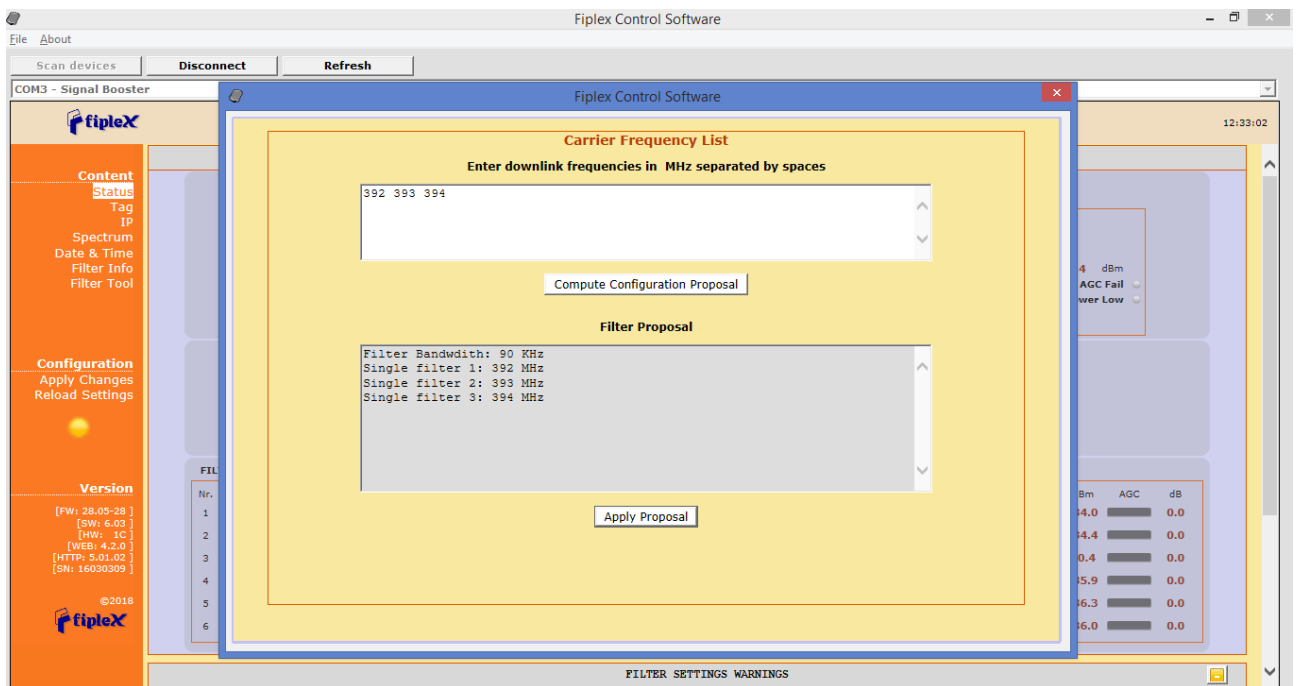 Fiplex Control Software
File About
Scan devices Disconnect Refresh
COM3 - Signal Booster
fipleX
12:33:02
Content
Status
Tag
IP
Spectrum
Date & Time
Filter Info
Filter Tool
Configuration
Apply Changes
Reload Settings
Version
[FW: 28.05-28 ]
[SW: 6.03 ]
[HW: 1C ]
[WEB: 4.2.0 ]
[HTTP: 5.01.02 ]
[SN: 16030309 ]
©2018
fipleX
Fiplex Control Software
Carrier Frequency List
Enter downlink frequencies in MHz separated by spaces
392 393 394
Compute Configuration Proposal
Filter Proposal
Filter Bandwdith: 90 KHz
Single filter 1: 392 MHz
Single filter 2: 393 MHz
Single filter 3: 394 MHz
Apply Proposal
4 dBm
AGC Fail
wer Low
FIL
Nr. Bm AGC dB
1 4.0 0.0
2 4.4 0.0
3 0.4 0.0
4 5.9 0.0
5 6.3 0.0
6 6.0 0.0
FILTER SETTINGS WARNINGS